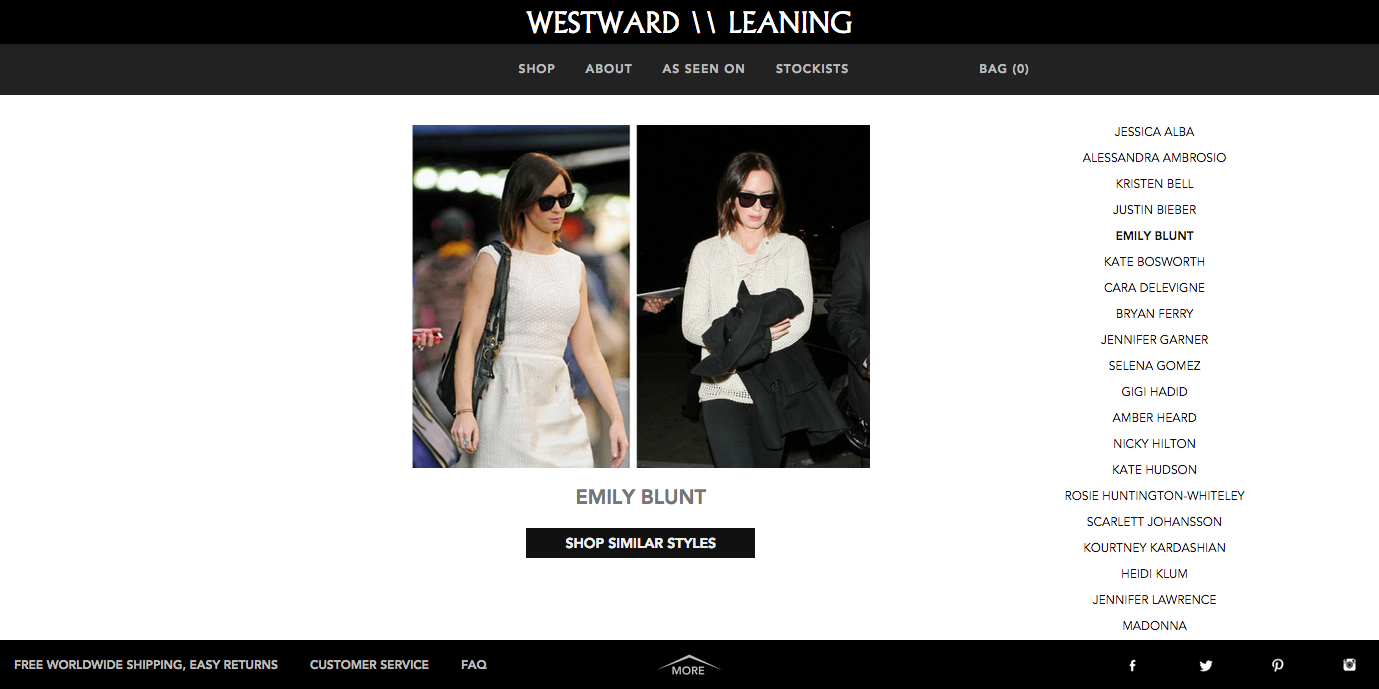 WESTWARD \\ LEANING
SHOP ABOUT AS SEEN ON STOCKISTS BAG (0)
JESSICA ALBA
ALESSANDRA AMBROSIO
KRISTEN BELL
JUSTIN BIEBER
EMILY BLUNT
KATE BOSWORTH
CARA DELEVIGNE
BRYAN FERRY
JENNIFER GARNER
SELENA GOMEZ
GIGI HADID
AMBER HEARD
NICKY HILTON
KATE HUDSON
ROSIE HUNTINGTON-WHITELEY
SCARLETT JOHANSSON
KOURTNEY KARDASHIAN
HEIDI KLUM
JENNIFER LAWRENCE
MADONNA
EMILY BLUNT
SHOP SIMILAR STYLES
FREE WORLDWIDE SHIPPING, EASY RETURNS CUSTOMER SERVICE FAQ MORE